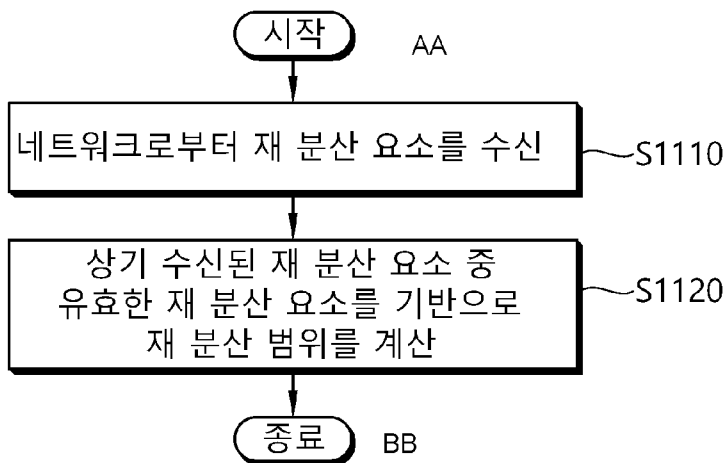 시작
AA
네트워크로부터 재 분산 요소를 수신
S1110
상기 수신된 재 분산 요소 중
유효한 재 분산 요소를 기반으로
재 분산 범위를 계산
S1120
종료
BB